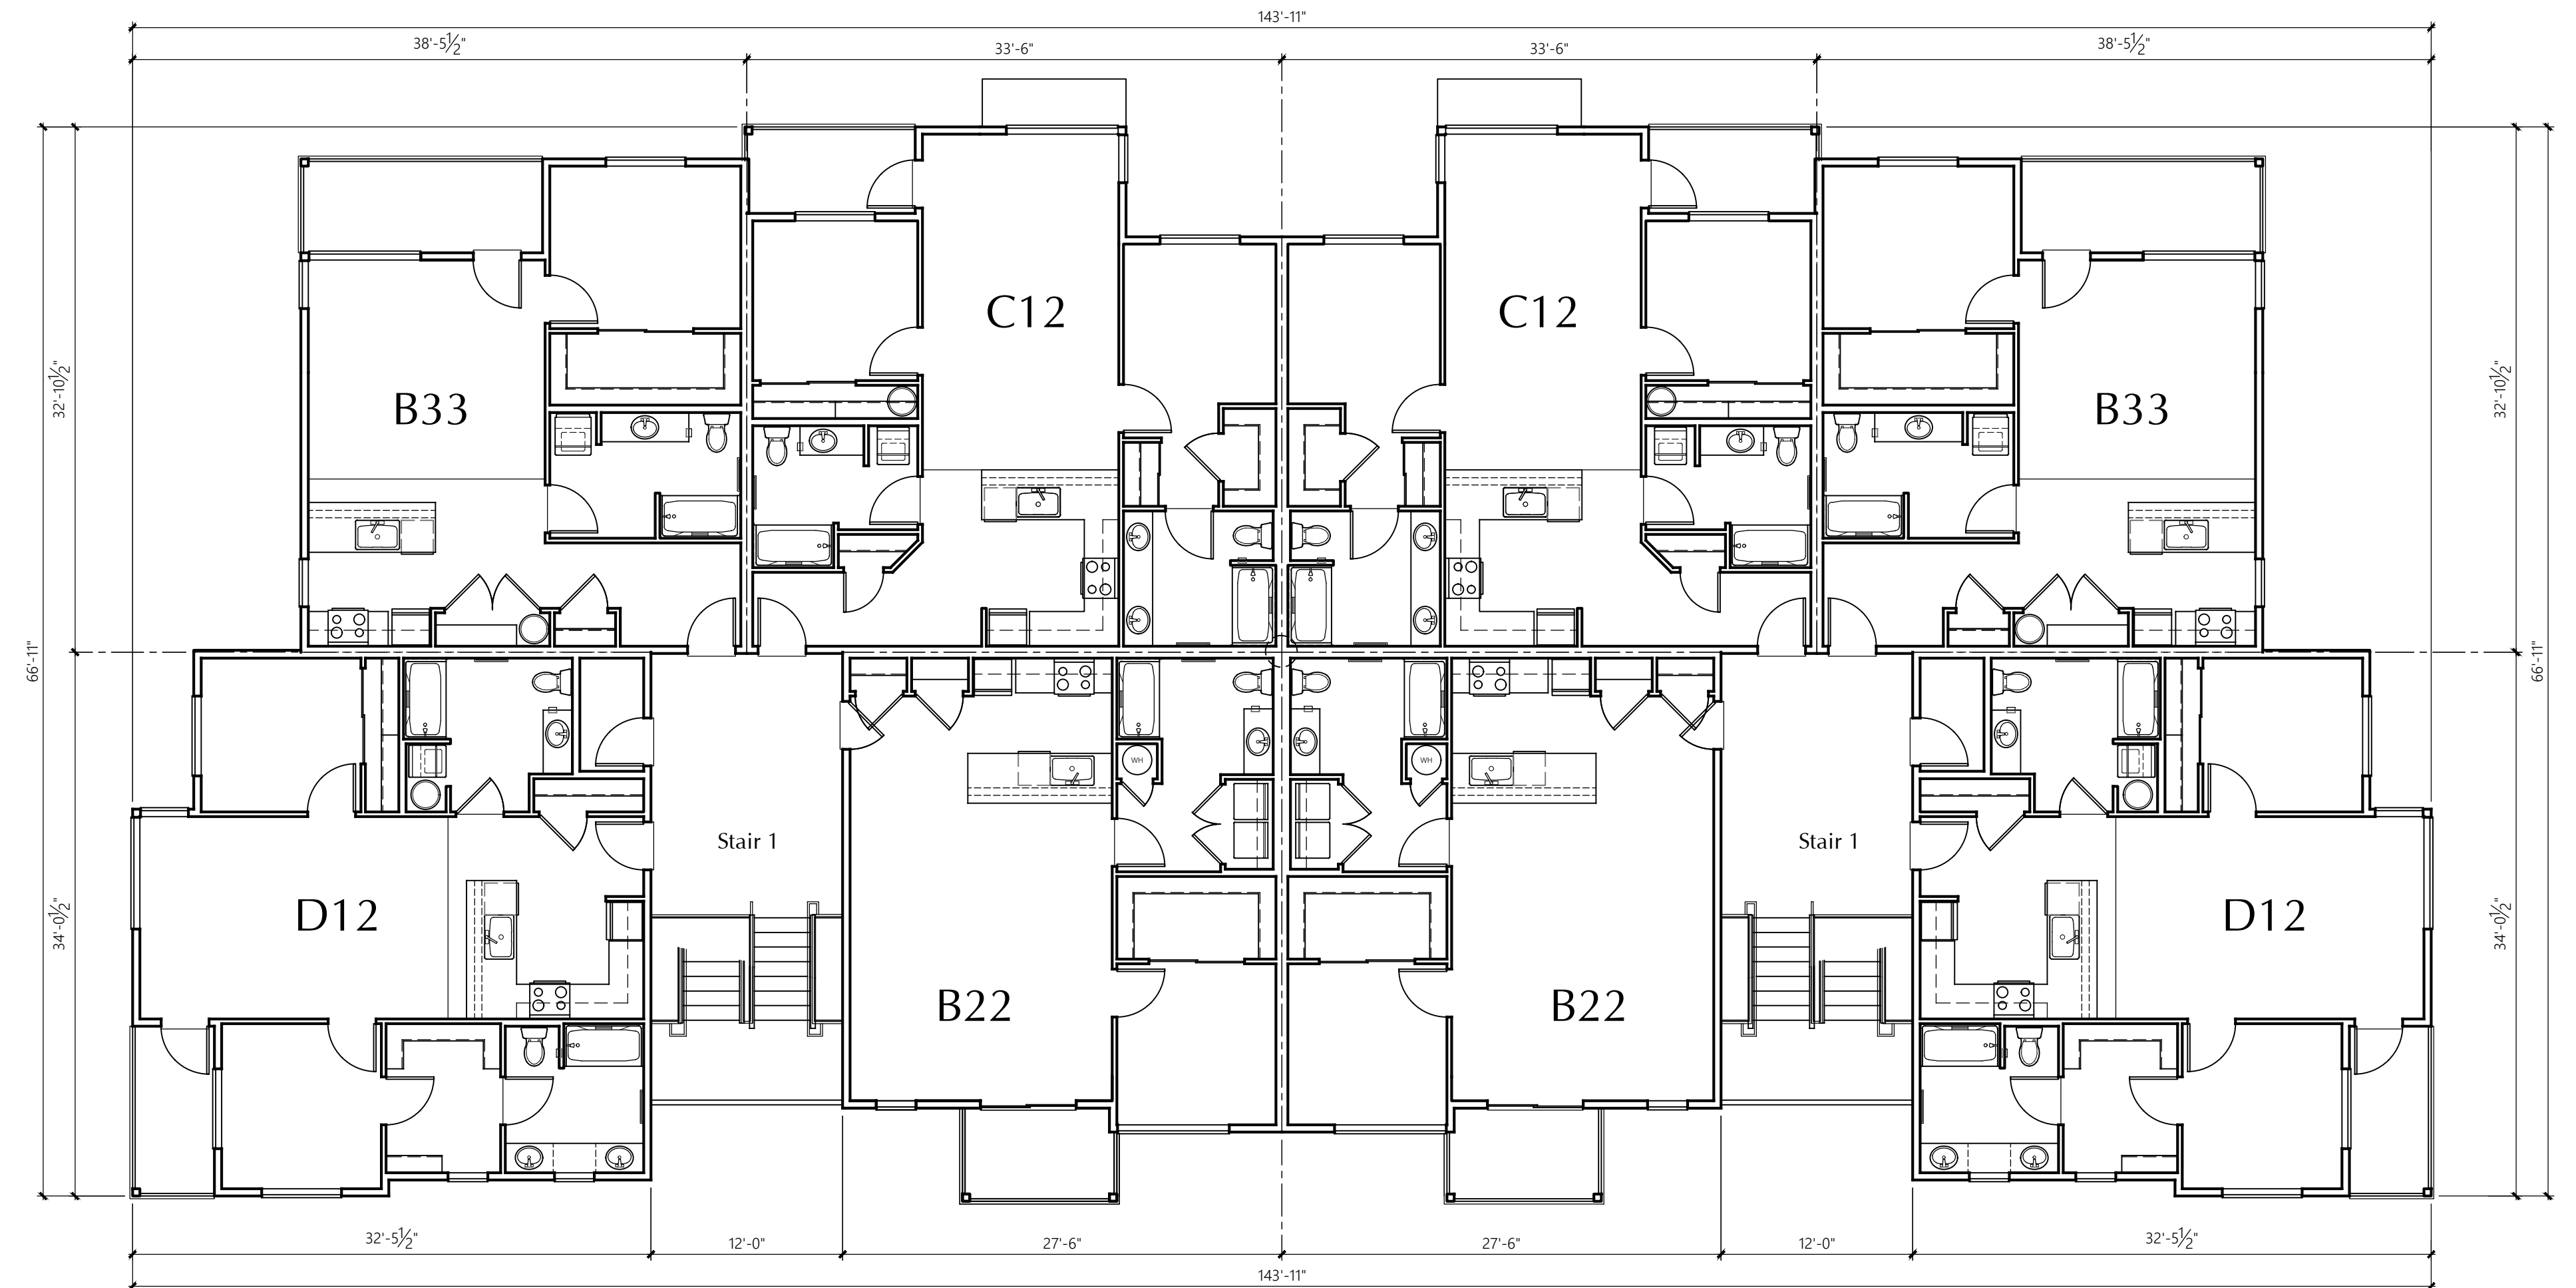 143'-11"
38'-5½" 33'-6" 33'-6" 38'-5½"
C12 C12
32'-10½" 32'-10½"
B33 B33
66'-11" 66'-11"
WH WH
Stair 1 Stair 1
D12 D12
34'-0½" 34'-0½"
B22 B22
32'-5½" 12'-0" 27'-6" 27'-6" 12'-0" 32'-5½"
143'-11"